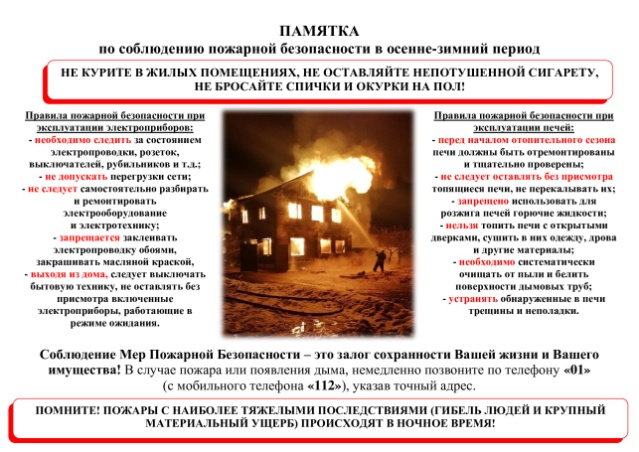 ПАМЯТКА
по соблюдению пожарной безопасности в осенне-зимний период
НЕ КУРИТЕ В ЖИЛЫХ ПОМЕЩЕНИЯХ, НЕ ОСТАВЛЯЙТЕ НЕПОТУШЕННОЙ СИГАРЕТУ,
НЕ БРОСАЙТЕ СПИЧКИ И ОКУРКИ НА ПОЛ!
Правила пожарной безопасности при
эксплуатации электроприборов:
- необходимо следить за состоянием
электропроводки, розеток,
выключателей, рубильников и т.д.;
- не допускать перегрузки сети;
- не следует самостоятельно разбирать
и ремонтировать
электрооборудование
и электротехнику;
- запрещается заклеивать
электропроводку обоями,
закрашивать масляной краской,
- выходя из дома, следует выключать
бытовую технику, не оставлять без
присмотра включенные
электроприборы, работающие в
режиме ожидания.
Правила пожарной безопасности при
эксплуатации печей:
- перед началом отопительного сезона
печи должны быть отремонтированы
и тщательно проверены;
- не следует оставлять без присмотра
топящиеся печи, не перекалывать их;
- запрещено использовать для
розжига печей горючие жидкости;
- нельзя топить печи с открытыми
дверками, сушить в них одежду, дрова
и другие материалы;
- необходимо систематически
очищать от пыли и белить
поверхности дымовых труб;
- устранять обнаруженные в печи
трещины и неполадки.
Соблюдение Мер Пожарной Безопасности – это залог сохранности Вашей жизни и Вашего
имущества! В случае пожара или появления дыма, немедленно позвоните по телефону «01»
(с мобильного телефона «112»), указав точный адрес.
ПОМНИТЕ! ПОЖАРЫ С НАИБОЛЕЕ ТЯЖЕЛЫМИ ПОСЛЕДСТВИЯМИ (ГИБЕЛЬ ЛЮДЕЙ И КРУПНЫЙ
МАТЕРИАЛЬНЫЙ УЩЕРБ) ПРОИСХОДЯТ В НОЧНОЕ ВРЕМЯ!